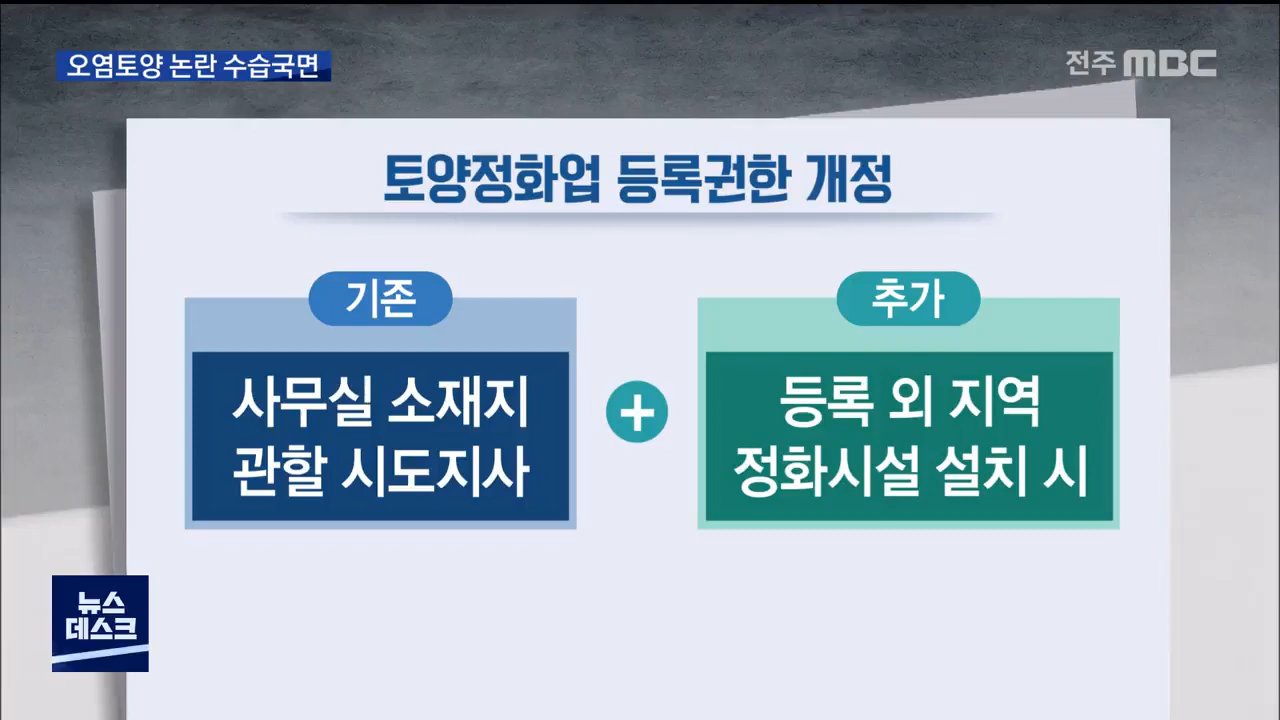 오염토양 논란 수습국면
전주 MBC
토양정화업 등록권한 개정
기존
사무실 소재지
관할 시도지사
+
추가
등록 외 지역
정화시설 설치 시
뉴스
데스크